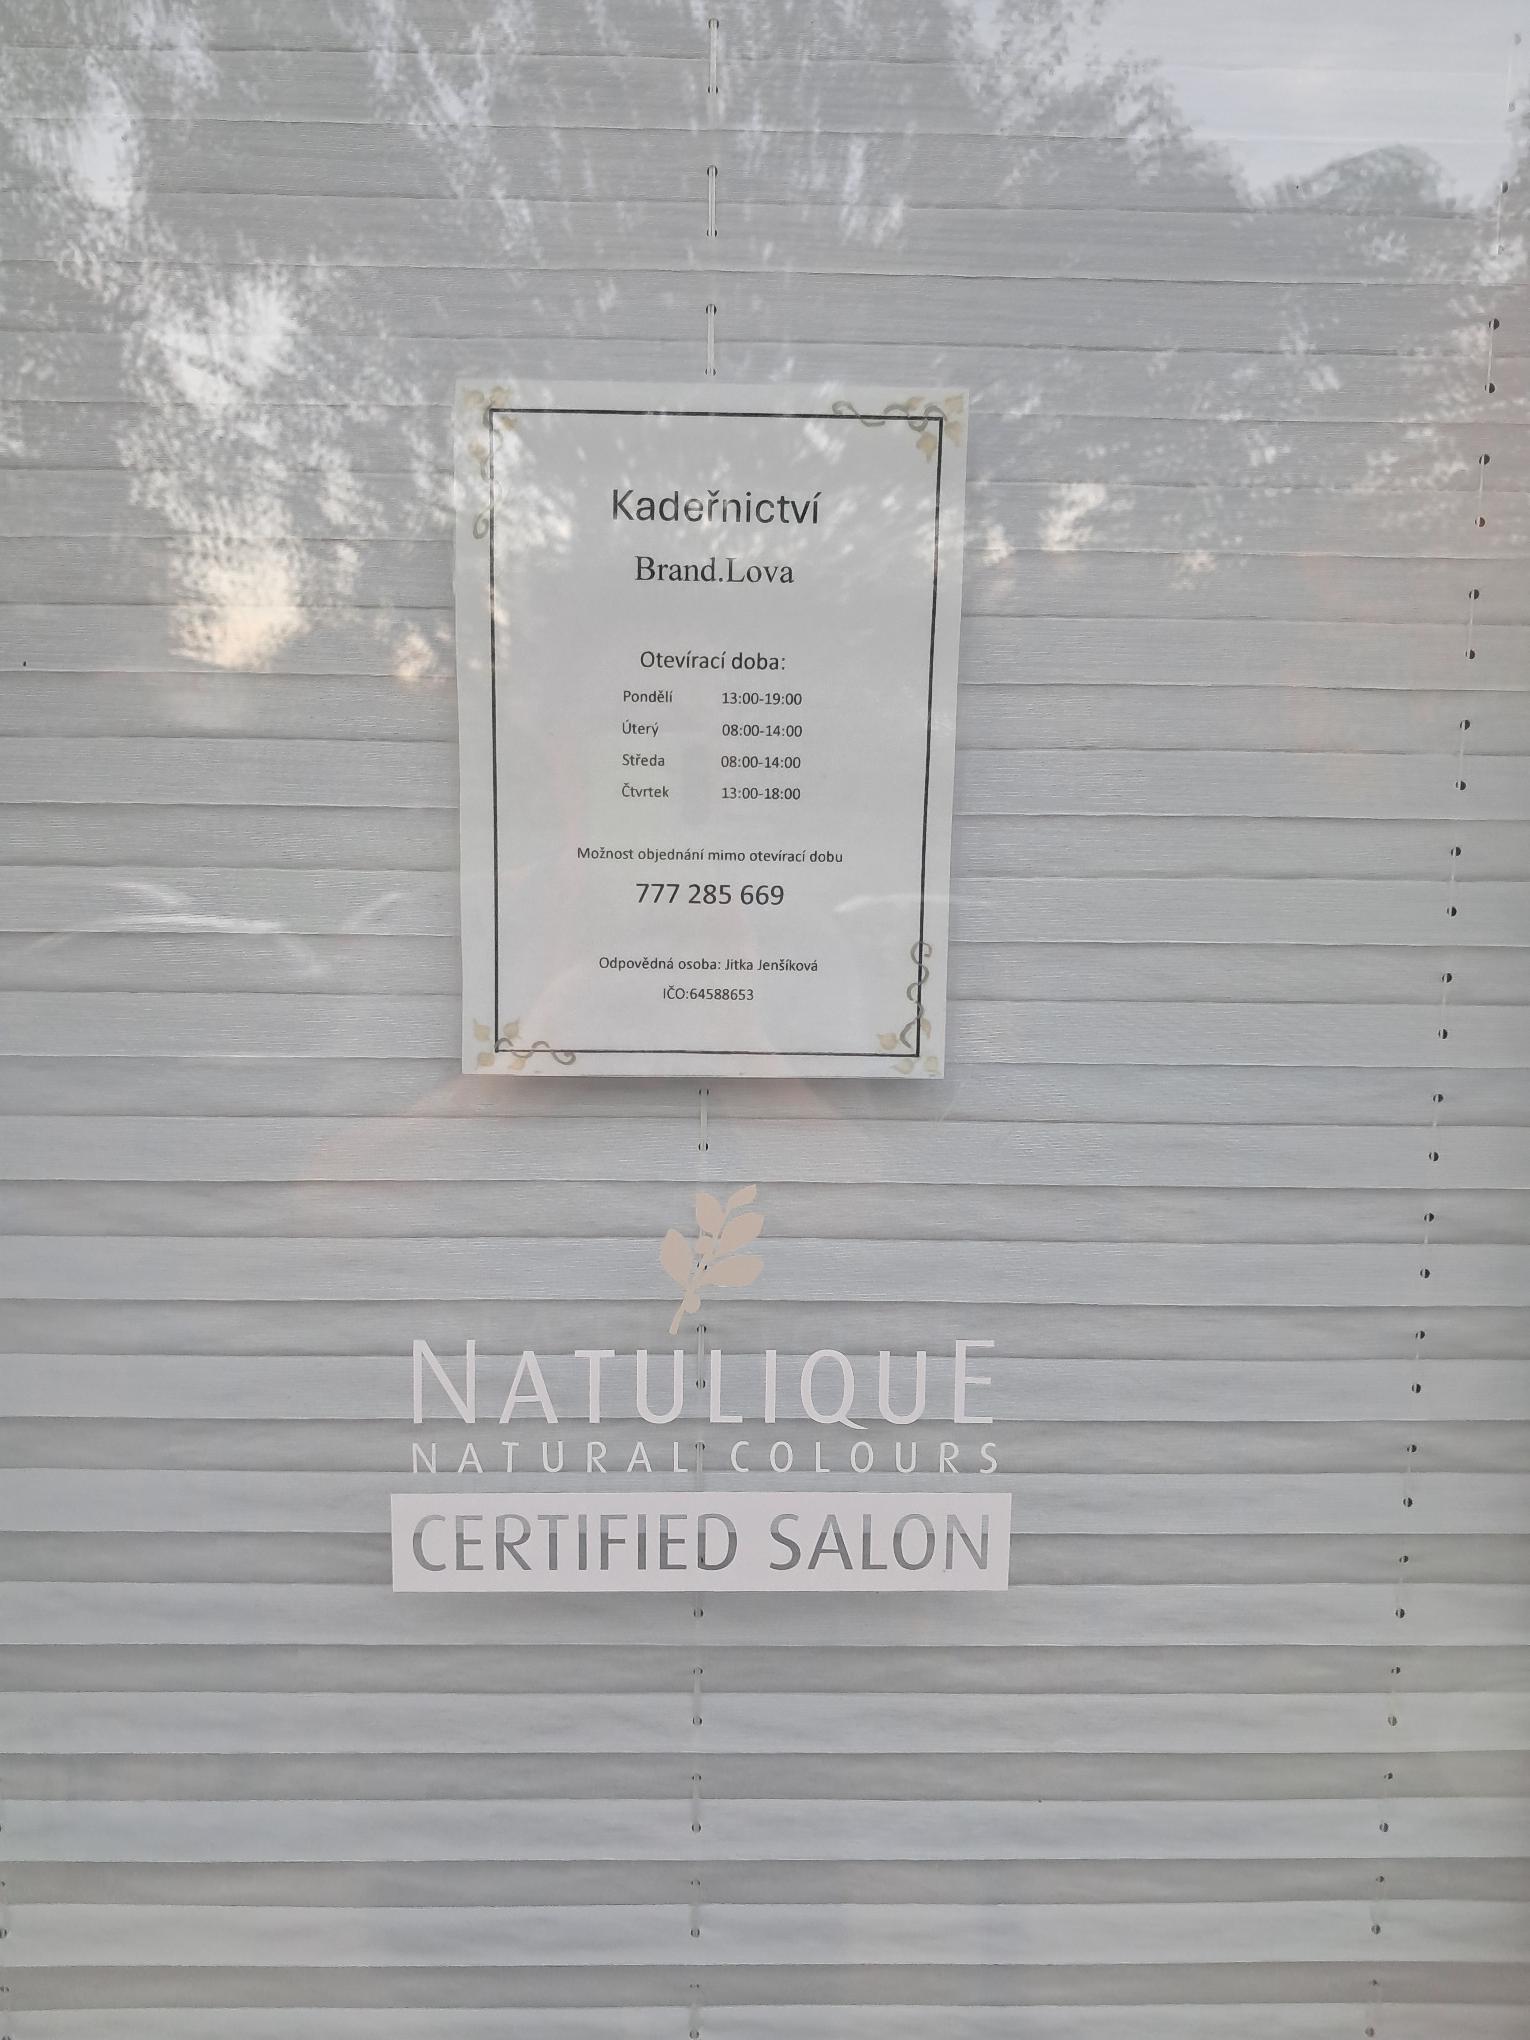 Kadeřnictví
Brand.Lova
Otevírací doba:
Pondělí 13:00-19:00
Úterý 08:00-14:00
Středa 08:00-14:00
Čtvrtek 13:00-18:00
Možnost objednání mimo otevírací dobu
777 285 669
Odpovědná osoba: Jitka Jenšíková
IČO:64588653
NATULIQUE
NATURAL COLOURS
CERTIFIED SALON